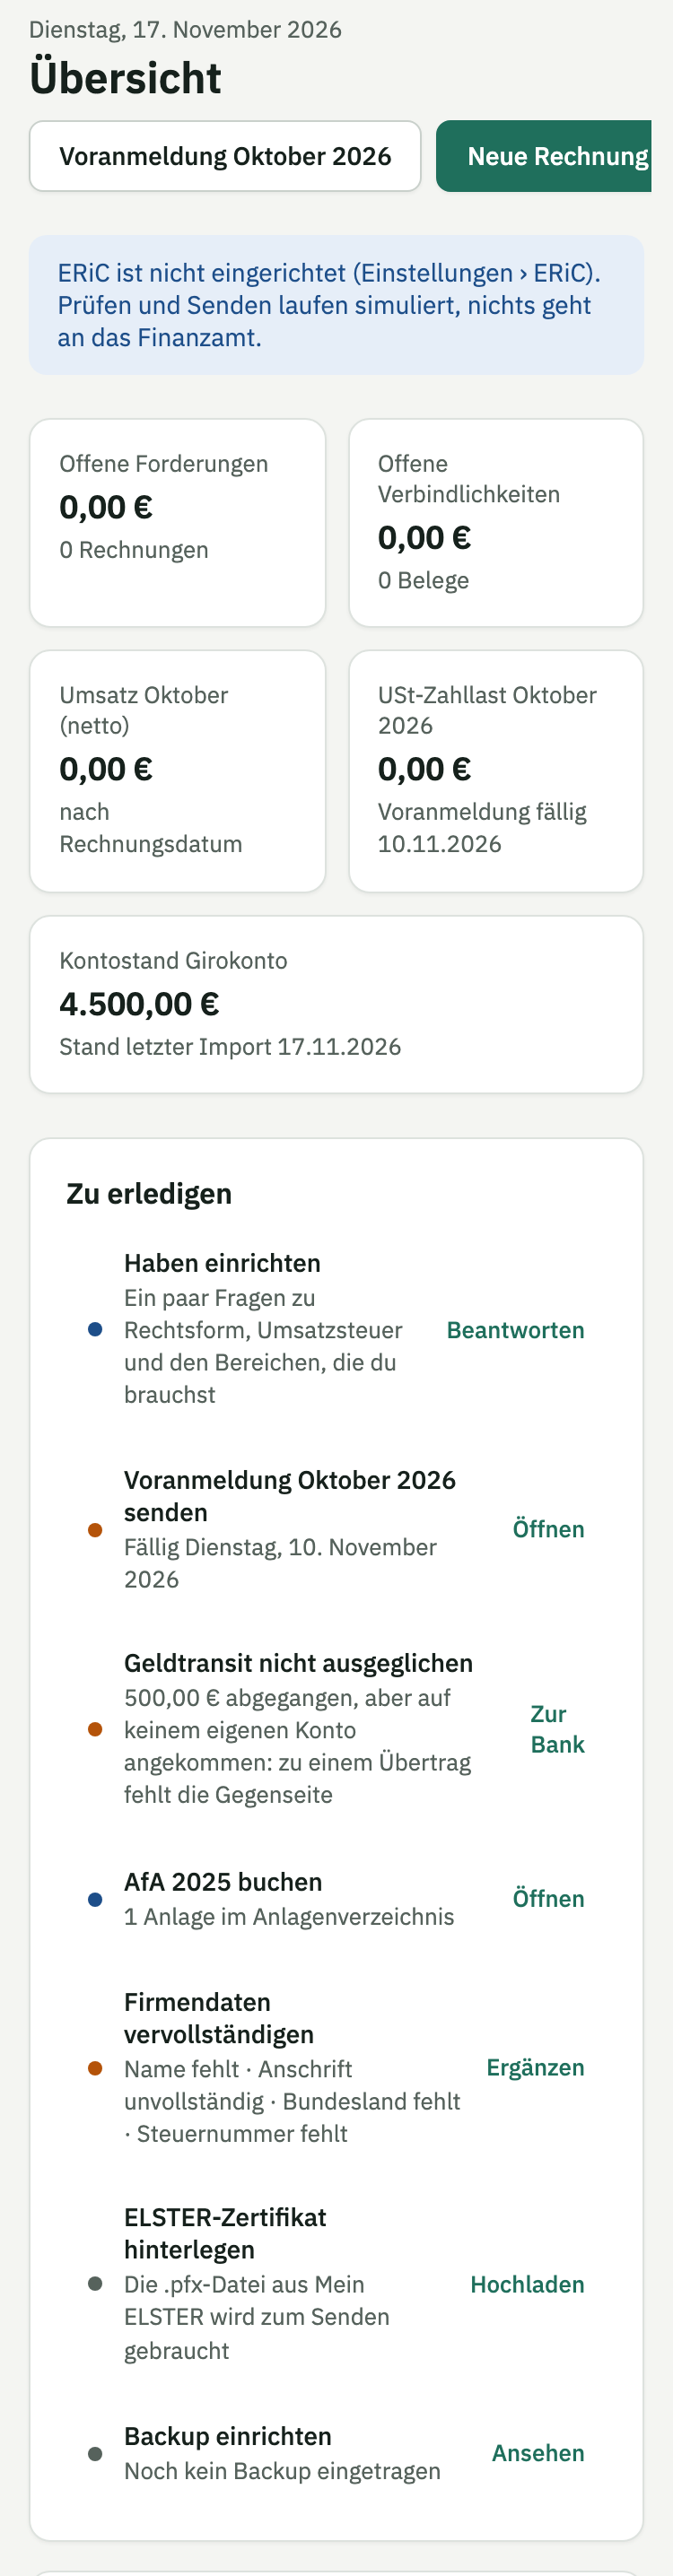 Dienstag, 17. November 2026
Übersicht
Voranmeldung Oktober 2026
Neue Rechnung
ERiC ist nicht eingerichtet (Einstellungen › ERiC).
Prüfen und Senden laufen simuliert, nichts geht
an das Finanzamt.
Offene Forderungen
0,00 €
0 Rechnungen
Offene
Verbindlichkeiten
0,00 €
0 Belege
Umsatz Oktober
(netto)
0,00 €
nach
Rechnungsdatum
USt-Zahllast Oktober
2026
0,00 €
Voranmeldung fällig
10.11.2026
Kontostand Girokonto
4.500,00 €
Stand letzter Import 17.11.2026
Zu erledigen
Haben einrichten
Ein paar Fragen zu
Rechtsform, Umsatzsteuer
und den Bereichen, die du
brauchst
Beantworten
Voranmeldung Oktober 2026
senden
Fällig Dienstag, 10. November
2026
Öffnen
Geldtransit nicht ausgeglichen
500,00 € abgegangen, aber auf
keinem eigenen Konto
angekommen: zu einem Übertrag
fehlt die Gegenseite
Zur
Bank
AfA 2025 buchen
1 Anlage im Anlagenverzeichnis
Öffnen
Firmendaten
vervollständigen
Name fehlt · Anschrift
unvollständig · Bundesland fehlt
· Steuernummer fehlt
Ergänzen
ELSTER-Zertifikat
hinterlegen
Die .pfx-Datei aus Mein
ELSTER wird zum Senden
gebraucht
Hochladen
Backup einrichten
Noch kein Backup eingetragen
Ansehen